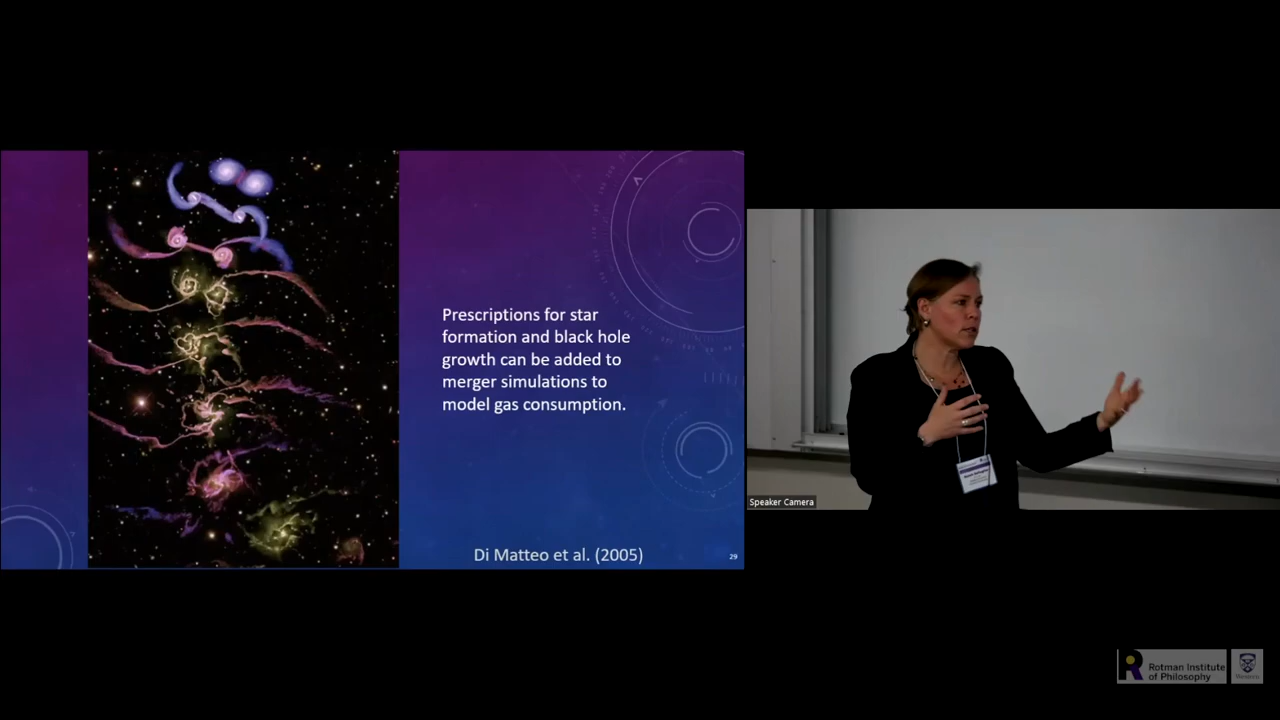 Prescriptions for star
formation and black hole
growth can be added to
merger simulations to
model gas consumption.
Di Matteo et al. (2005)
29
Speaker Camera
Rotman Institute
of Philosophy
Western